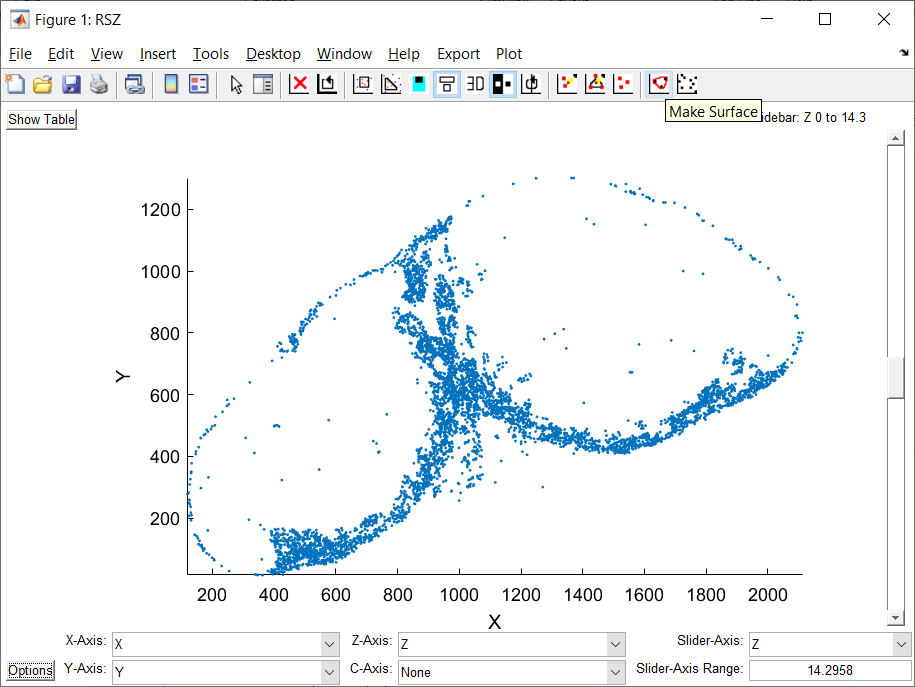 Figure 1: RSZ
File Edit View Insert Tools Desktop Window Help Export Plot
3D
Show Table
Make Surface
idebar: Z 0 to 14.3
1200
1000
800
600
400
200
Y
200 400 600 800 1000 1200 1400 1600 1800 2000
X
X-Axis: X Z-Axis: Z Slider-Axis: Z
Options Y-Axis: Y C-Axis: None Slider-Axis Range: 14.2958